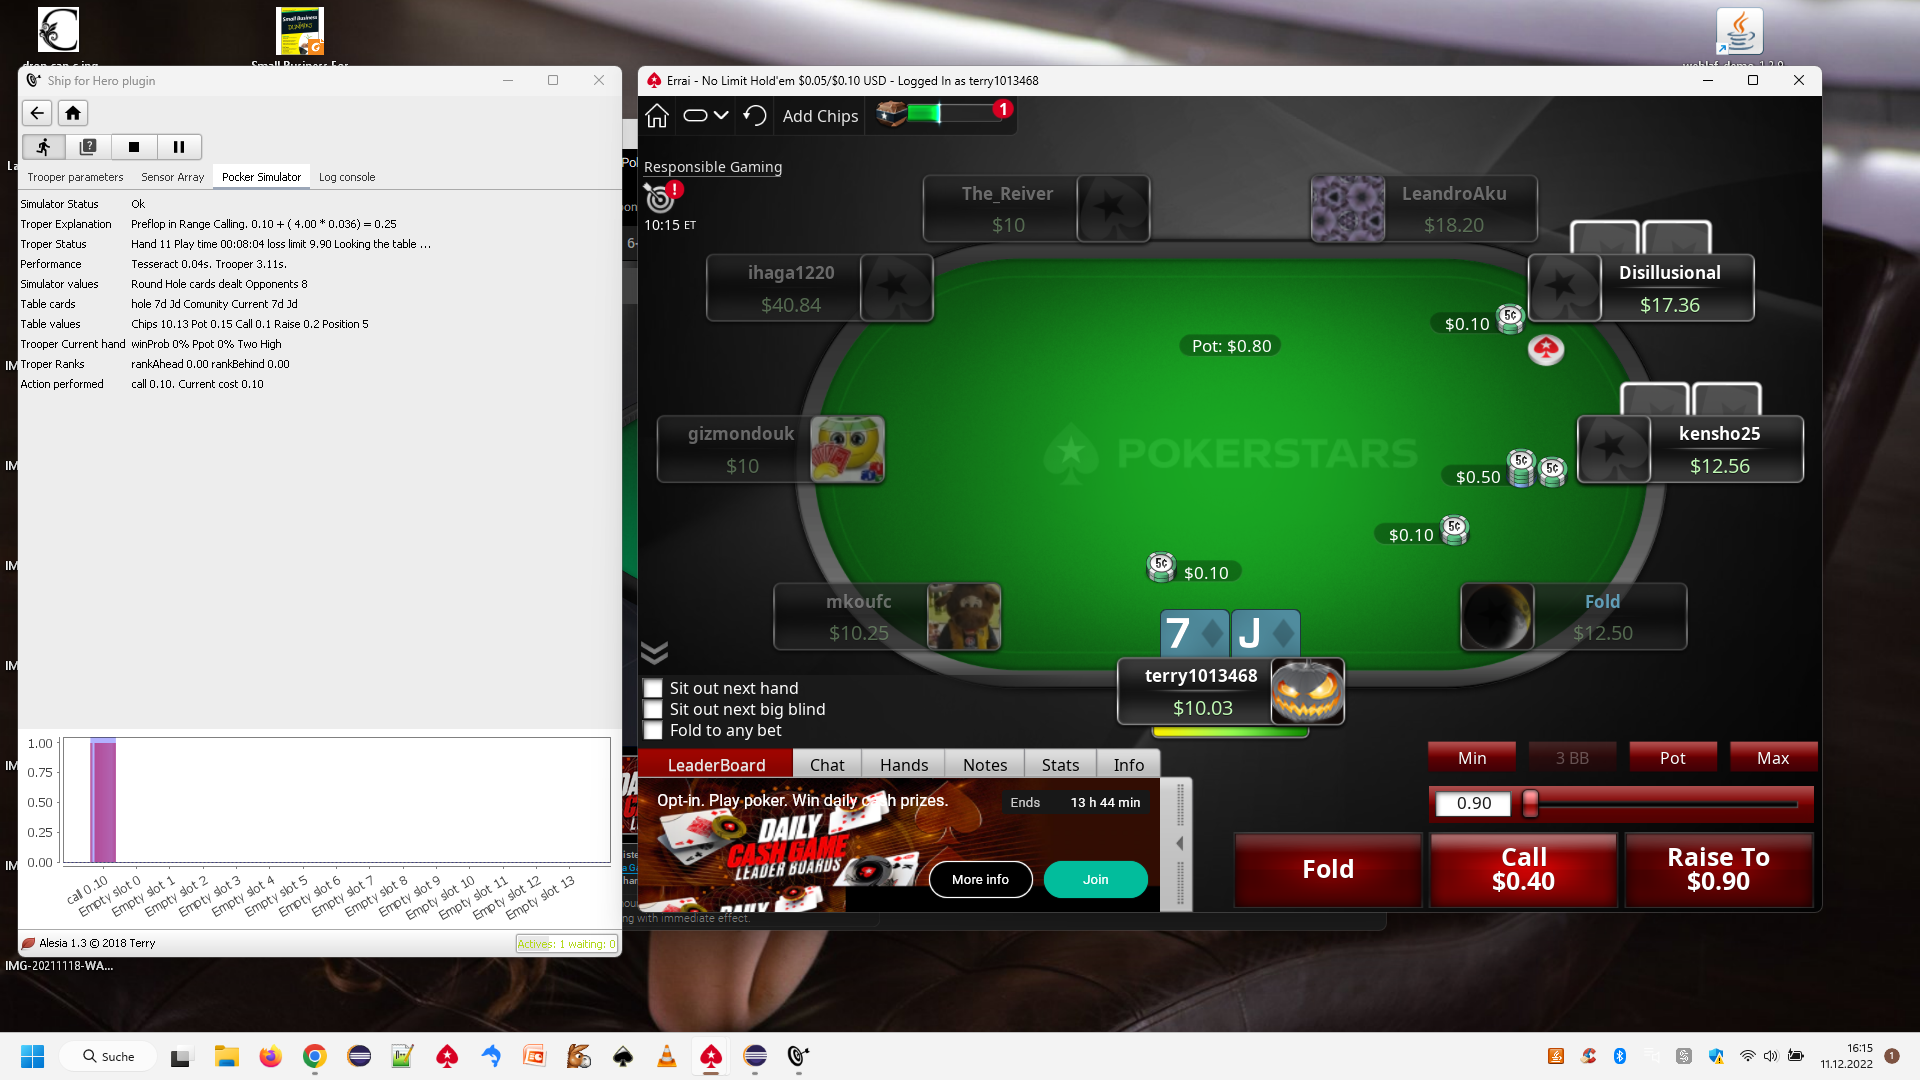 Ship for Hero plugin
Trooper parameters
Sensor Array
Pocker Simulator
Log console
Simulator Status Ok
Troper Explanation Preflop in Range Calling. 0.10 + ( 4.00 * 0.036) = 0.25
Troper Status Hand 11 Play time 00:08:04 loss limit 9.90 Looking the table ...
Performance Tesseract 0.04s. Trooper 3.11s.
Simulator values Round Hole cards dealt Opponents 8
Table cards hole 7d Jd Comunity Current 7d Jd
Table values Chips 10.13 Pot 0.15 Call 0.1 Raise 0.2 Position 5
Trooper Current hand winProb 0% Ppot 0% Two High
Troper Ranks rankAhead 0.00 rankBehind 0.00
Action performed call 0.10. Current cost 0.10
1.00
0.75
0.50
0.25
0.00
call 0.10
Empty slot 0
Empty slot 1
Empty slot 2
Empty slot 3
Empty slot 4
Empty slot 5
Empty slot 6
Empty slot 7
Empty slot 8
Empty slot 9
Empty slot 10
Empty slot 11
Empty slot 12
Empty slot 13
Alesia 1.3 © 2018 Terry
Actives: 1 waiting: 0
IMG-20211118-WA...
Errai - No Limit Hold'em $0.05/$0.10 USD - Logged In as terry1013468
Add Chips
1
Responsible Gaming
!
10:15 ET
The_Reiver
$10
LeandroAku
$18.20
ihaga1220
$40.84
Disillusional
$17.36
$0.10
5¢
Pot: $0.80
gizmondouk
$10
POKERSTARS
kensho25
$12.56
$0.50
5¢
5¢
$0.10
5¢
5¢
$0.10
mkoufc
$10.25
7
J
Fold
$12.50
terry1013468
$10.03
Sit out next hand
Sit out next big blind
Fold to any bet
LeaderBoard
Chat
Hands
Notes
Stats
Info
Opt-in. Play poker. Win daily cash prizes.
Ends 13 h 44 min
DAILY
CASH GAME
LEADER BOARDS
More info
Join
ng with immediate effect.
Min
3 BB
Pot
Max
0.90
Fold
Call
$0.40
Raise To
$0.90
Suche
16:15
11.12.2022
1